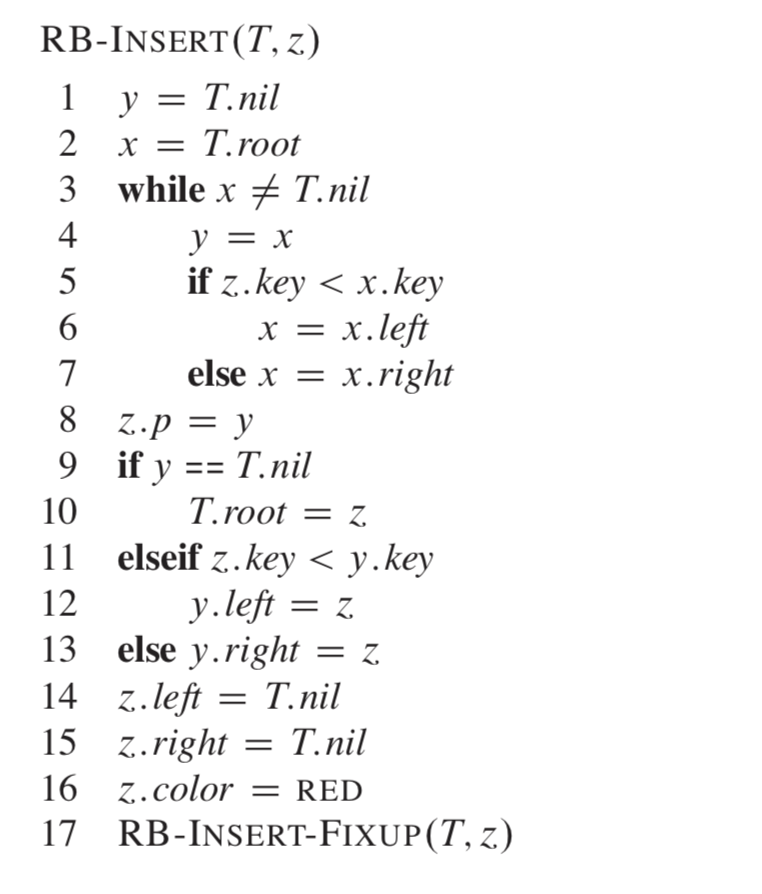 RB-INSERT(T, z)
1 y = T.nil
2 x = T.root
3 while x ≠ T.nil
4 y = x
5 if z.key < x.key
6 x = x.left
7 else x = x.right
8 z.p = y
9 if y == T.nil
10 T.root = z
11 elseif z.key < y.key
12 y.left = z
13 else y.right = z
14 z.left = T.nil
15 z.right = T.nil
16 z.color = RED
17 RB-INSERT-FIXUP(T, z)